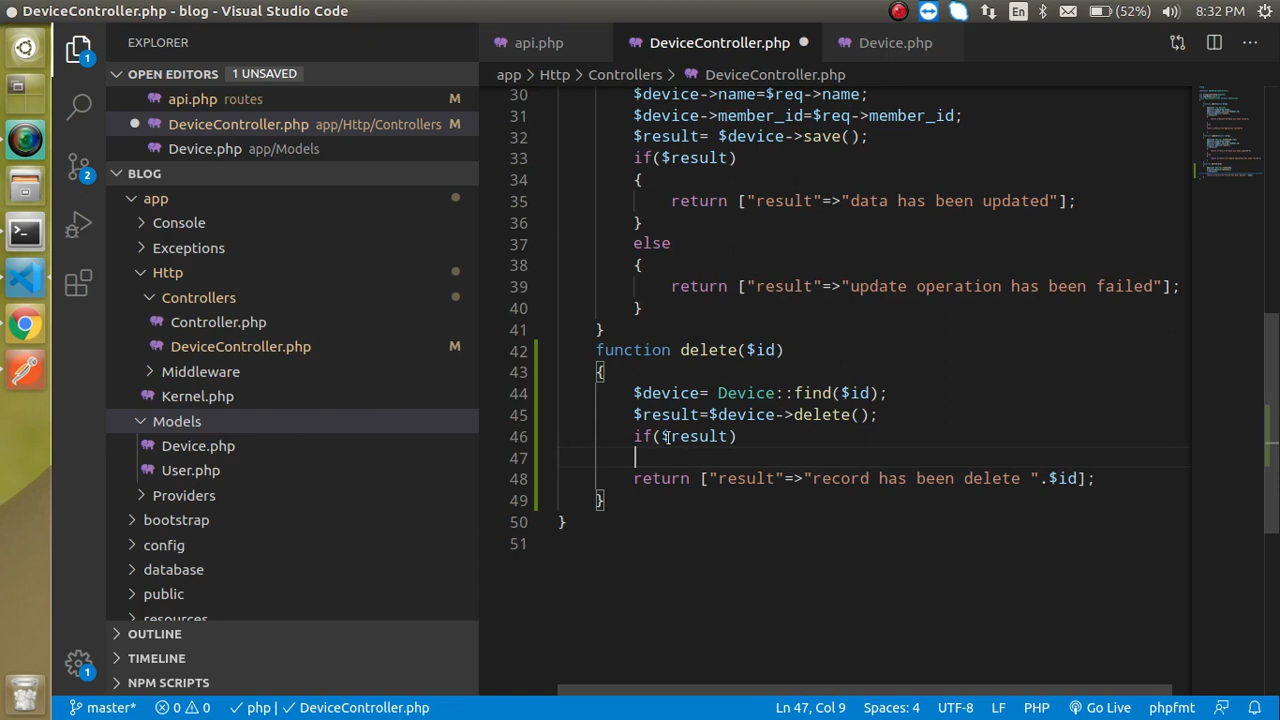 DeviceController.php - blog - Visual Studio Code
En (52%) 8:32 PM
EXPLORER
OPEN EDITORS 1 UNSAVED
api.php routes M
DeviceController.php app/Http/Controllers M
Device.php app/Models
BLOG
app
Console
Exceptions
Http
Controllers
Controller.php
DeviceController.php M
Middleware
Kernel.php
Models
Device.php
User.php
Providers
bootstrap
config
database
public
resources
OUTLINE
TIMELINE
NPM SCRIPTS
1
2
1
api.php DeviceController.php Device.php
app > Http > Controllers > DeviceController.php
30 $device->name=$req->name;
31 $device->member_id=$req->member_id;
32 $result= $device->save();
33 if($result)
34 {
35 return ["result"=>"data has been updated"];
36 }
37 else
38 {
39 return ["result"=>"update operation has been failed"];
40 }
41 }
42 function delete($id)
43 {
44 $device= Device::find($id);
45 $result=$device->delete();
46 if($result)
47
48 return ["result"=>"record has been delete ".$id];
49 }
50 }
51
master* 0 0 php | DeviceController.php Ln 47, Col 9 Spaces: 4 UTF-8 LF PHP Go Live phpfmt